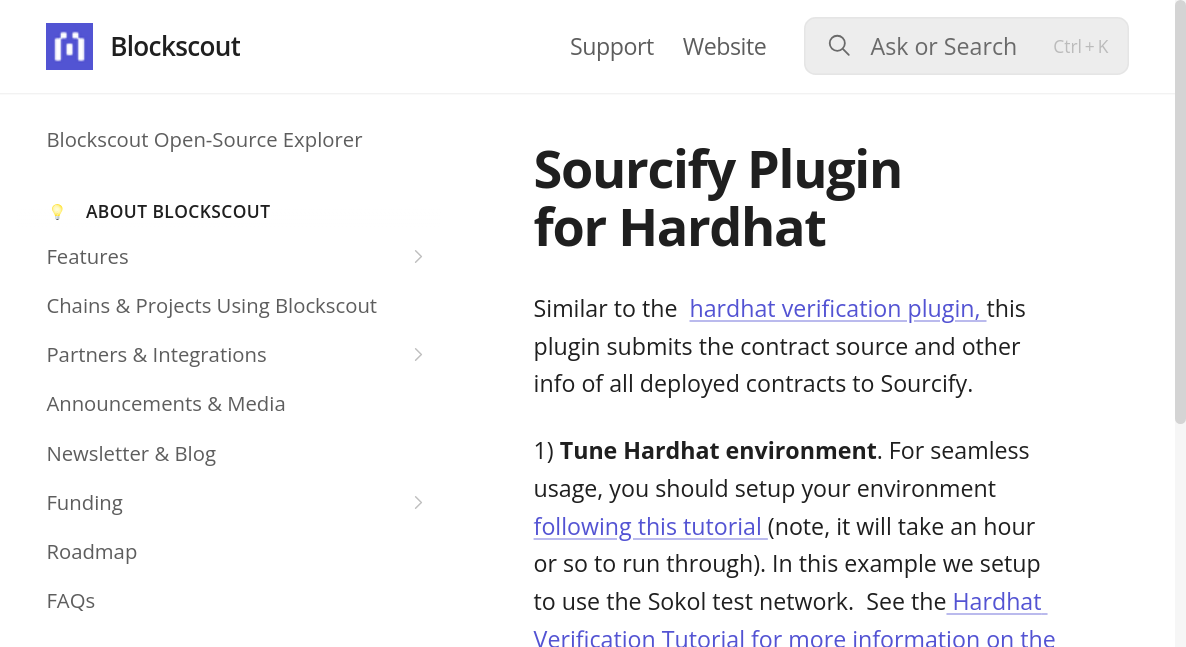 Blockscout
Support
Website
Ask or Search
Ctrl+K
Blockscout Open-Source Explorer
💡 ABOUT BLOCKSCOUT
Features
Chains & Projects Using Blockscout
Partners & Integrations
Announcements & Media
Newsletter & Blog
Funding
Roadmap
FAQs
Sourcify Plugin
for Hardhat
Similar to the hardhat verification plugin, this
plugin submits the contract source and other
info of all deployed contracts to Sourcify.
1) Tune Hardhat environment. For seamless
usage, you should setup your environment
following this tutorial (note, it will take an hour
or so to run through). In this example we setup
to use the Sokol test network. See the Hardhat
Verification Tutorial for more information on the